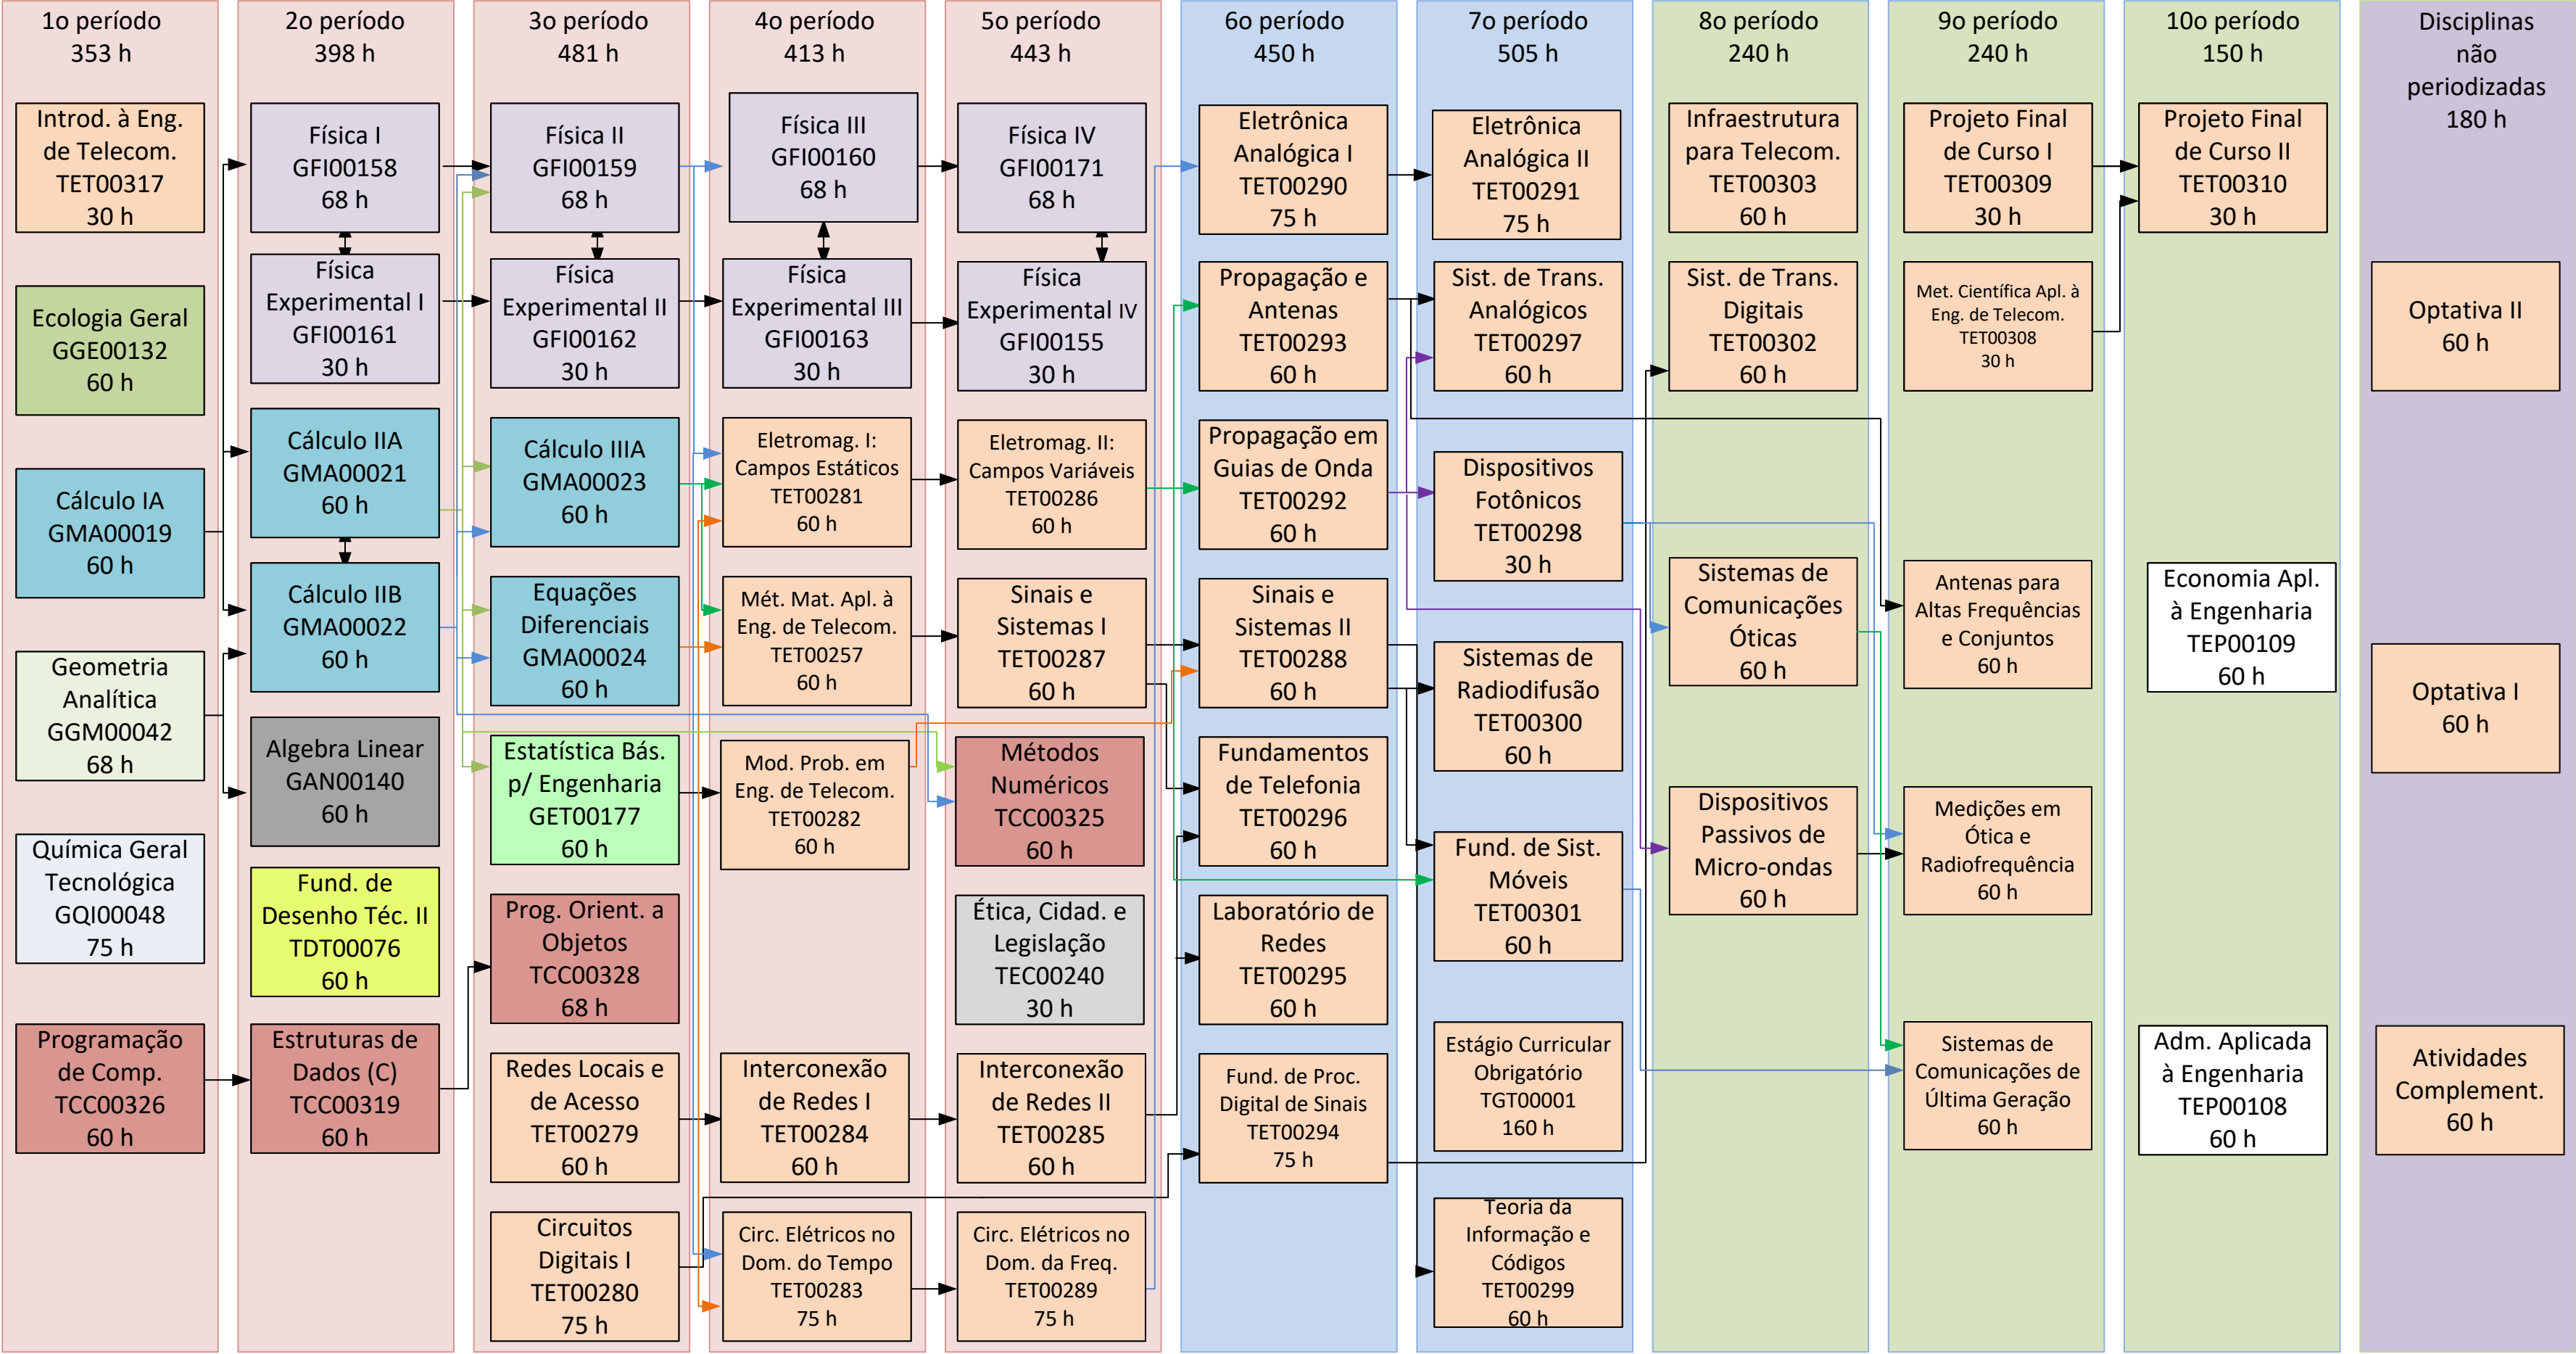 1o período
353 h
Introd. à Eng.
de Telecom.
TET00317
30 h
Ecologia Geral
GGE00132
60 h
Cálculo IA
GMA00019
60 h
Geometria
Analítica
GGM00042
68 h
Química Geral
Tecnológica
GQI00048
75 h
Programação
de Comp.
TCC00326
60 h
2o período
398 h
Física I
GFI00158
68 h
Física
Experimental I
GFI00161
30 h
Cálculo IIA
GMA00021
60 h
Cálculo IIB
GMA00022
60 h
Algebra Linear
GAN00140
60 h
Fund. de
Desenho Téc. II
TDT00076
60 h
Estruturas de
Dados (C)
TCC00319
60 h
3o período
481 h
Física II
GFI00159
68 h
Física
Experimental II
GFI00162
30 h
Cálculo IIIA
GMA00023
60 h
Equações
Diferenciais
GMA00024
60 h
Estatística Bás.
p/ Engenharia
GET00177
60 h
Prog. Orient. a
Objetos
TCC00328
68 h
Redes Locais e
de Acesso
TET00279
60 h
Circuitos
Digitais I
TET00280
75 h
4o período
413 h
Física III
GFI00160
68 h
Física
Experimental III
GFI00163
30 h
Eletromag. I:
Campos Estáticos
TET00281
60 h
Mét. Mat. Apl. à
Eng. de Telecom.
TET00257
60 h
Mod. Prob. em
Eng. de Telecom.
TET00282
60 h
Interconexão
de Redes I
TET00284
60 h
Circ. Elétricos no
Dom. do Tempo
TET00283
75 h
5o período
443 h
Física IV
GFI00171
68 h
Física
Experimental IV
GFI00155
30 h
Eletromag. II:
Campos Variáveis
TET00286
60 h
Sinais e
Sistemas I
TET00287
60 h
Métodos
Numéricos
TCC00325
60 h
Ética, Cidad. e
Legislação
TEC00240
30 h
Interconexão
de Redes II
TET00285
60 h
Circ. Elétricos no
Dom. da Freq.
TET00289
75 h
6o período
450 h
Eletrônica
Analógica I
TET00290
75 h
Propagação e
Antenas
TET00293
60 h
Propagação em
Guias de Onda
TET00292
60 h
Sinais e
Sistemas II
TET00288
60 h
Fundamentos
de Telefonia
TET00296
60 h
Laboratório de
Redes
TET00295
60 h
Fund. de Proc.
Digital de Sinais
TET00294
75 h
7o período
505 h
Eletrônica
Analógica II
TET00291
75 h
Sist. de Trans.
Analógicos
TET00297
60 h
Dispositivos
Fotônicos
TET00298
30 h
Sistemas de
Radiodifusão
TET00300
60 h
Fund. de Sist.
Móveis
TET00301
60 h
Estágio Curricular
Obrigatório
TGT00001
160 h
Teoria da
Informação e
Códigos
TET00299
60 h
8o período
240 h
Infraestrutura
para Telecom.
TET00303
60 h
Sist. de Trans.
Digitais
TET00302
60 h
Sistemas de
Comunicações
Óticas
60 h
Dispositivos
Passivos de
Micro-ondas
60 h
9o período
240 h
Projeto Final
de Curso I
TET00309
30 h
Met. Científica Apl. à
Eng. de Telecom.
TET00308
30 h
Antenas para
Altas Frequências
e Conjuntos
60 h
Medições em
Ótica e
Radiofrequência
60 h
Sistemas de
Comunicações de
Última Geração
60 h
10o período
150 h
Projeto Final
de Curso II
TET00310
30 h
Economia Apl.
à Engenharia
TEP00109
60 h
Adm. Aplicada
à Engenharia
TEP00108
60 h
Disciplinas
não
periodizadas
180 h
Optativa II
60 h
Optativa I
60 h
Atividades
Complement.
60 h